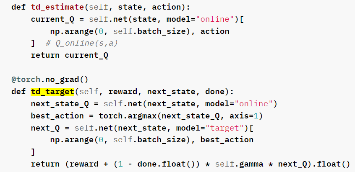 def td_estimate(self, state, action):
    current_Q = self.net(state, model="online")[
        np.arange(0, self.batch_size), action
    ]  # Q_online(s,a)
    return current_Q

@torch.no_grad()
def td_target(self, reward, next_state, done):
    next_state_Q = self.net(next_state, model="online")
    best_action = torch.argmax(next_state_Q, axis=1)
    next_Q = self.net(next_state, model="target")[
        np.arange(0, self.batch_size), best_action
    ]
    return (reward + (1 - done.float()) * self.gamma * next_Q).float()